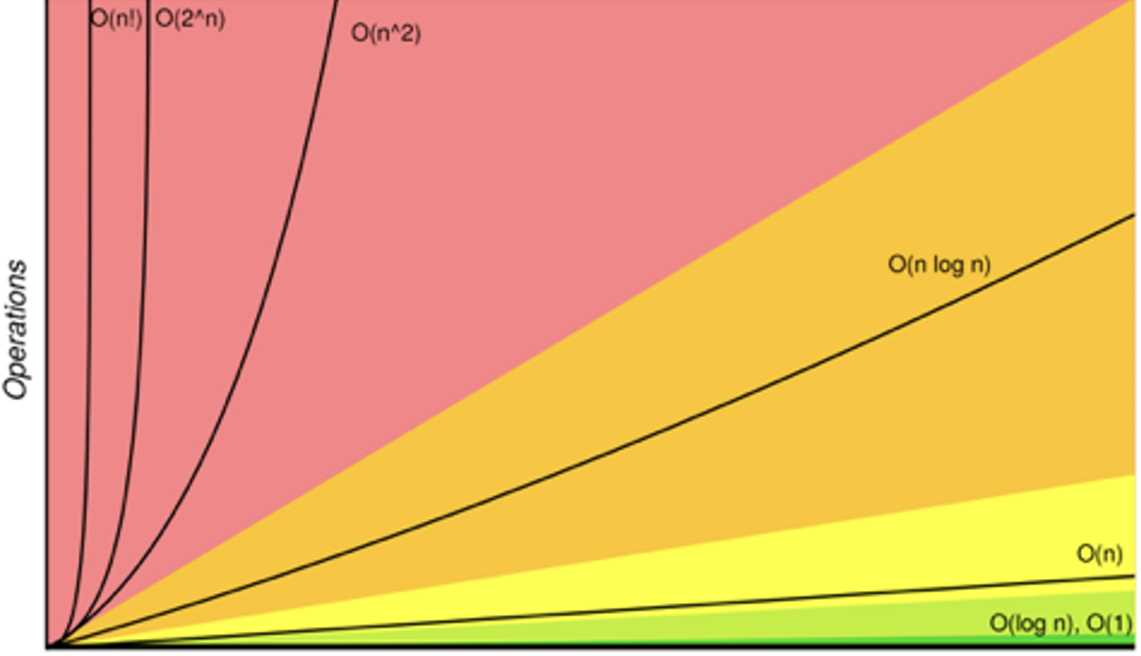 O(n!)
O(2^n)
O(n^2)
O(n log n)
Operations
O(n)
O(log n), O(1)